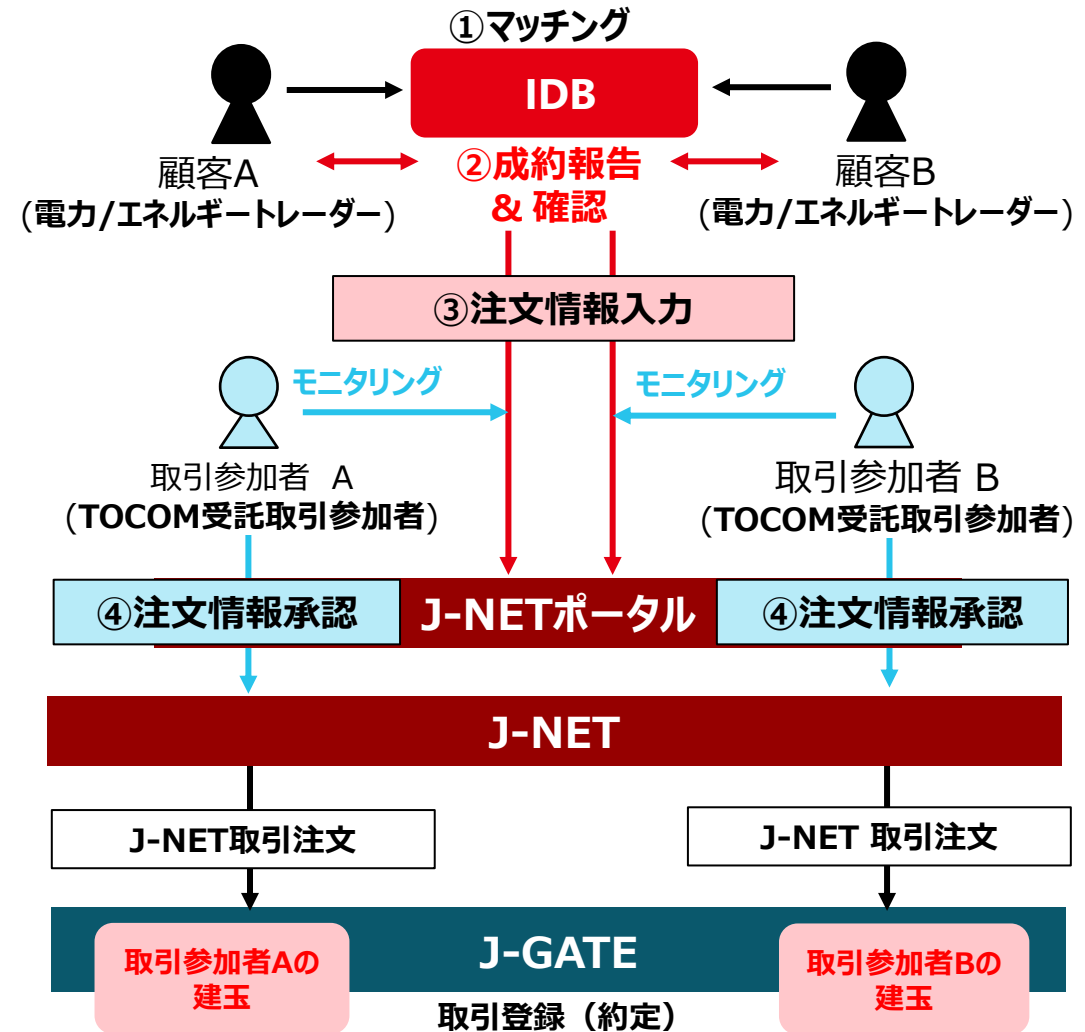 ①マッチング
IDB
顧客A
(電力/エネルギートレーダー)
②成約報告
& 確認
顧客B
(電力/エネルギートレーダー)
③注文情報入力
モニタリング
モニタリング
取引参加者 A
(TOCOM受託取引参加者)
取引参加者 B
(TOCOM受託取引参加者)
④注文情報承認
J-NETポータル
④注文情報承認
J-NET
J-NET取引注文
J-NET 取引注文
取引参加者Aの
建玉
J-GATE
取引登録（約定）
取引参加者Bの
建玉